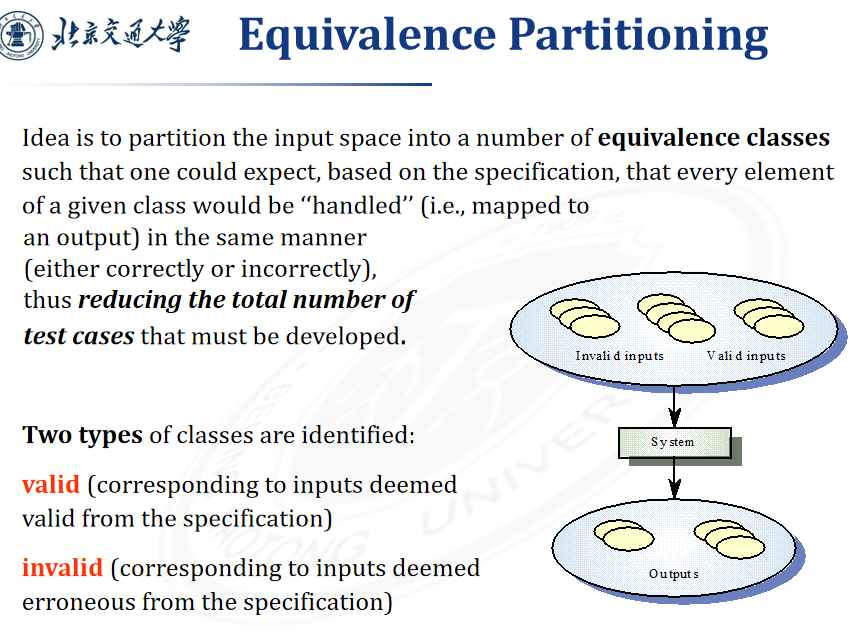 北京交通大学 Equivalence Partitioning
Idea is to partition the input space into a number of equivalence classes
such that one could expect, based on the specification, that every element
of a given class would be ‘‘handled’’ (i.e., mapped to
an output) in the same manner
(either correctly or incorrectly),
thus reducing the total number of
test cases that must be developed.
Invalid inputs Valid inputs
System
Two types of classes are identified:
valid (corresponding to inputs deemed
valid from the specification)
invalid (corresponding to inputs deemed
erroneous from the specification)
Outputs